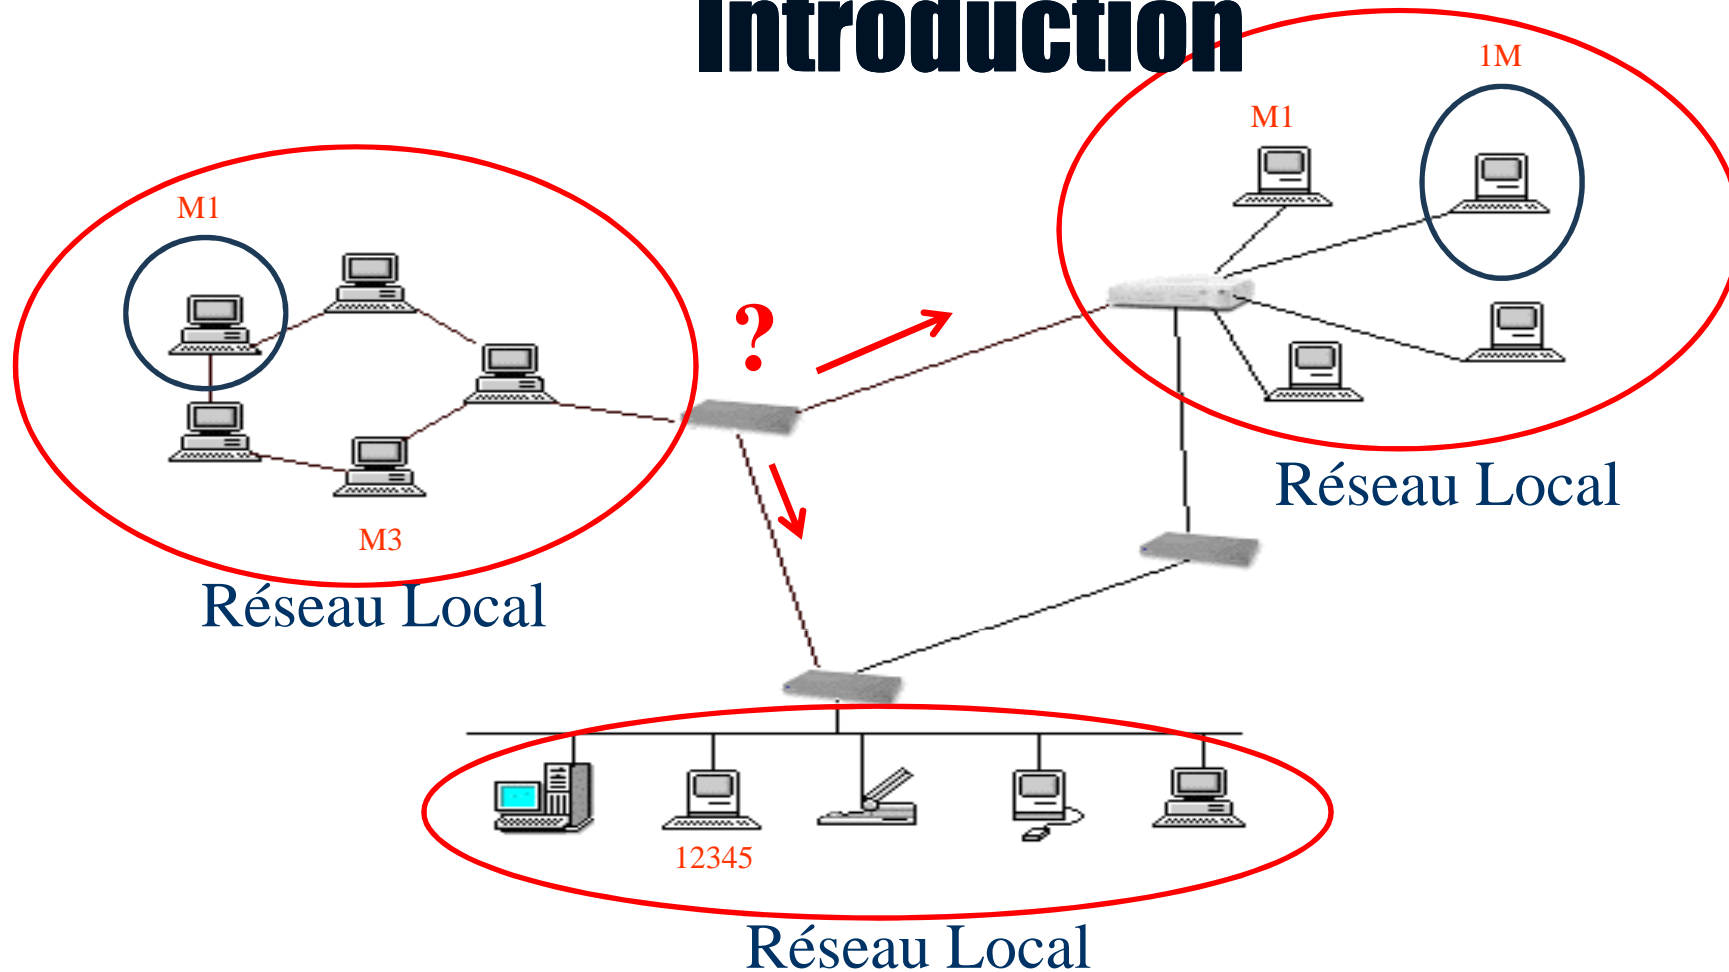 Introduction
1M
M1
M1
?
M3
Réseau Local
Réseau Local
12345
Réseau Local